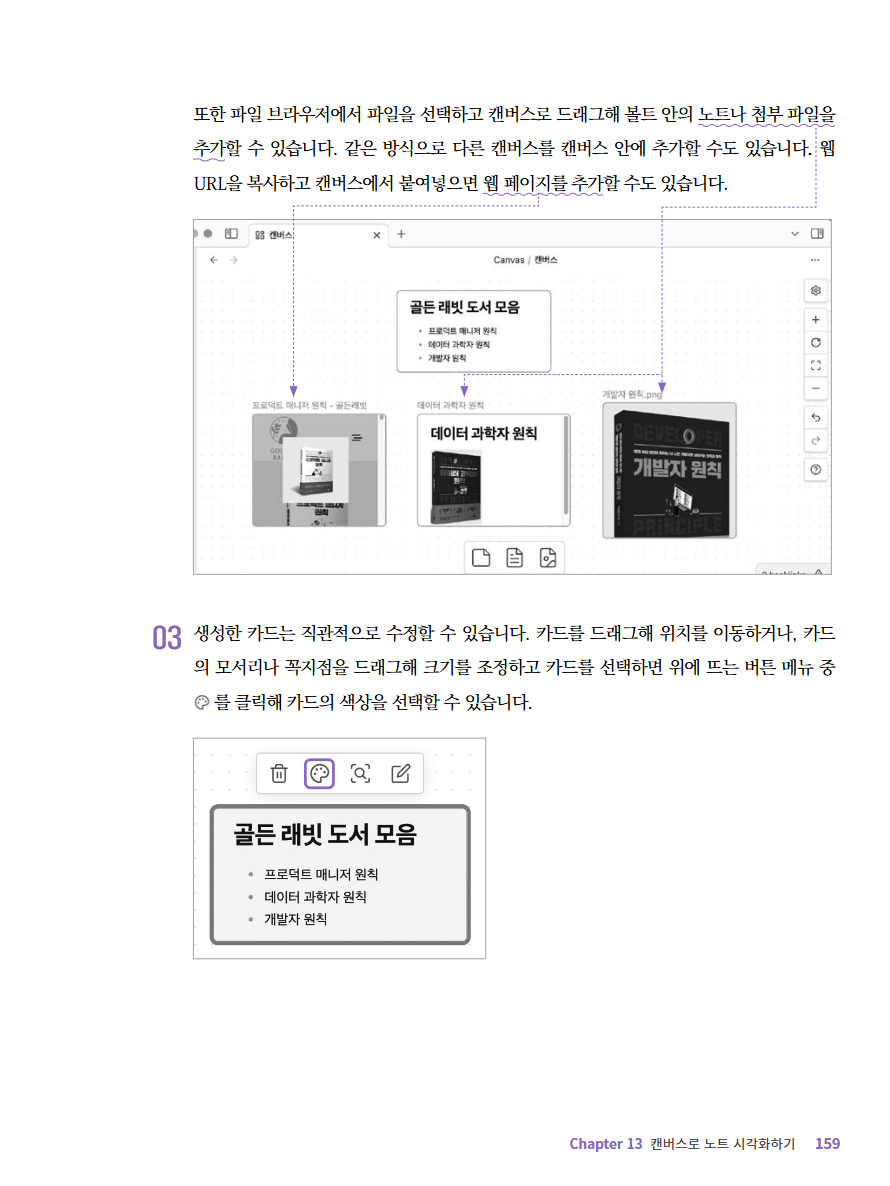 또한 파일 브라우저에서 파일을 선택하고 캔버스로 드래그해 볼트 안의 노트나 첨부 파일을
추가할 수 있습니다. 같은 방식으로 다른 캔버스를 캔버스 안에 추가할 수도 있습니다. 웹
URL을 복사하고 캔버스에서 붙여넣으면 웹 페이지를 추가할 수도 있습니다.
캔버스
Canvas / 캔버스
골든 래빗 도서 모음
• 프로덕트 매니저 원칙
• 데이터 과학자 원칙
• 개발자 원칙
프로덕트 매니저 원칙 - 골든래빗
데이터 과학자 원칙
데이터 과학자 원칙
개발자 원칙.png
DEVELOPER
개발자 원칙
PRINCIPLE
03 생성한 카드는 직관적으로 수정할 수 있습니다. 카드를 드래그해 위치를 이동하거나, 카드
의 모서리나 꼭지점을 드래그해 크기를 조정하고 카드를 선택하면 위에 뜨는 버튼 메뉴 중
를 클릭해 카드의 색상을 선택할 수 있습니다.
골든 래빗 도서 모음
• 프로덕트 매니저 원칙
• 데이터 과학자 원칙
• 개발자 원칙
Chapter 13 캔버스로 노트 시각화하기 159